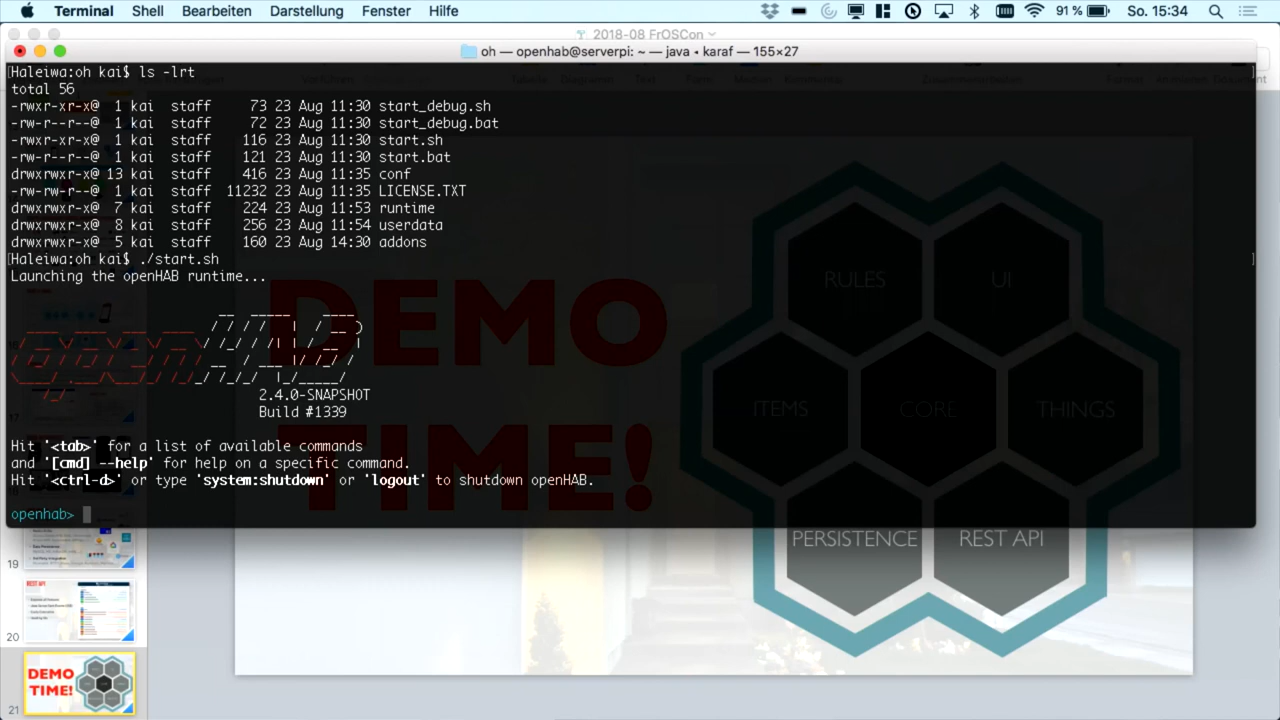 Terminal Shell Bearbeiten Darstellung Fenster Hilfe 91 % So. 15:34
2018-08 FrOSCon
oh — openhab@serverpi: ~ — java ◂ karaf — 155×27
[Haleiwa:oh kai$ ls -lrt ]
total 56
-rwxr-xr-x@ 1 kai staff 73 23 Aug 11:30 start_debug.sh
-rw-r--r--@ 1 kai staff 72 23 Aug 11:30 start_debug.bat
-rwxr-xr-x@ 1 kai staff 116 23 Aug 11:30 start.sh
-rw-r--r--@ 1 kai staff 121 23 Aug 11:30 start.bat
drwxrwxr-x@ 13 kai staff 416 23 Aug 11:35 conf
-rw-rw-r--@ 1 kai staff 11232 23 Aug 11:35 LICENSE.TXT
drwxrwxr-x@ 7 kai staff 224 23 Aug 11:53 runtime
drwxrwxr-x@ 8 kai staff 256 23 Aug 11:54 userdata
drwxrwxr-x@ 5 kai staff 160 23 Aug 14:30 addons
[Haleiwa:oh kai$ ./start.sh ]
Launching the openHAB runtime...
openHAB
2.4.0-SNAPSHOT
Build #1339
Hit '<tab>' for a list of available commands
and '[cmd] --help' for help on a specific command.
Hit '<ctrl-d>' or type 'system:shutdown' or 'logout' to shutdown openHAB.
openhab>
DEMO
TIME!
RULES UI
ITEMS CORE THINGS
PERSISTENCE REST API
17
19
REST API
20
DEMO
TIME!
21